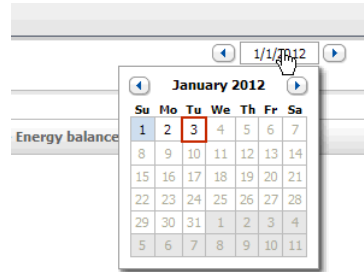 1/1/2012
January 2012
Su Mo Tu We Th Fr Sa
1 2 3 4 5 6 7
Energy balance
8 9 10 11 12 13 14
15 16 17 18 19 20 21
22 23 24 25 26 27 28
29 30 31 1 2 3 4
5 6 7 8 9 10 11